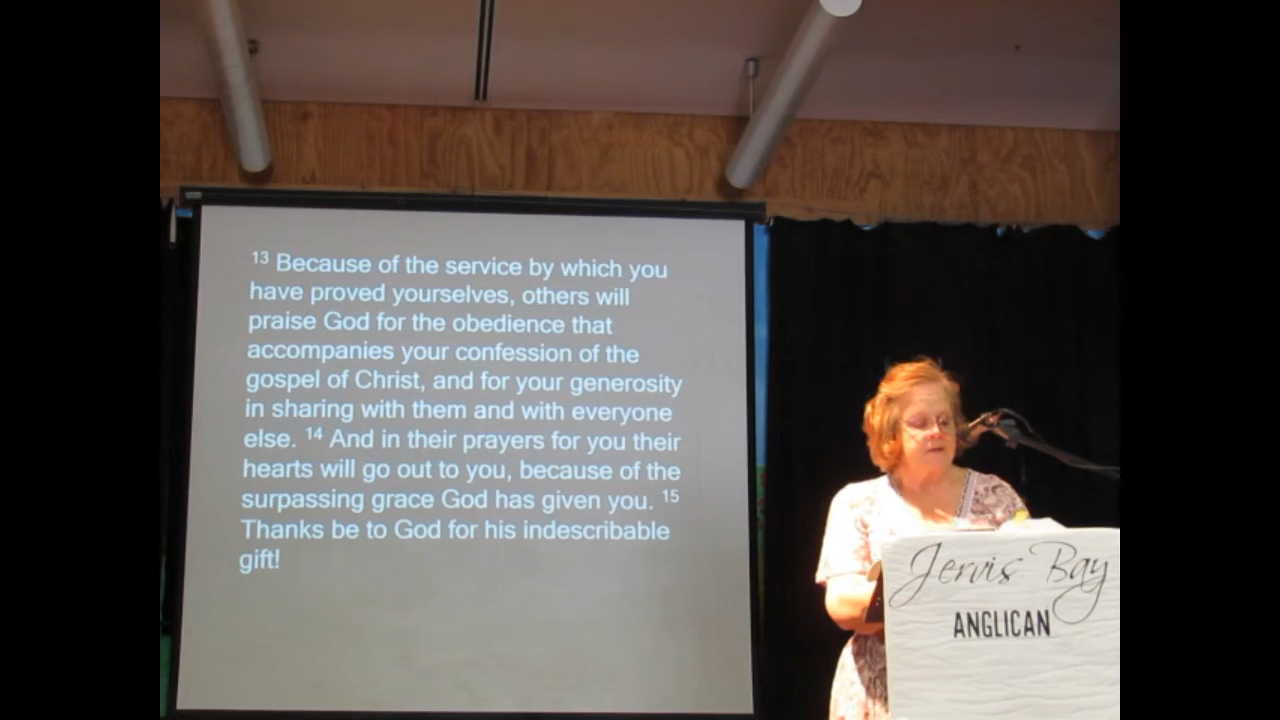 13 Because of the service by which you
have proved yourselves, others will
praise God for the obedience that
accompanies your confession of the
gospel of Christ, and for your generosity
in sharing with them and with everyone
else. 14 And in their prayers for you their
hearts will go out to you, because of the
surpassing grace God has given you. 15
Thanks be to God for his indescribable
gift!
Jervis Bay
ANGLICAN